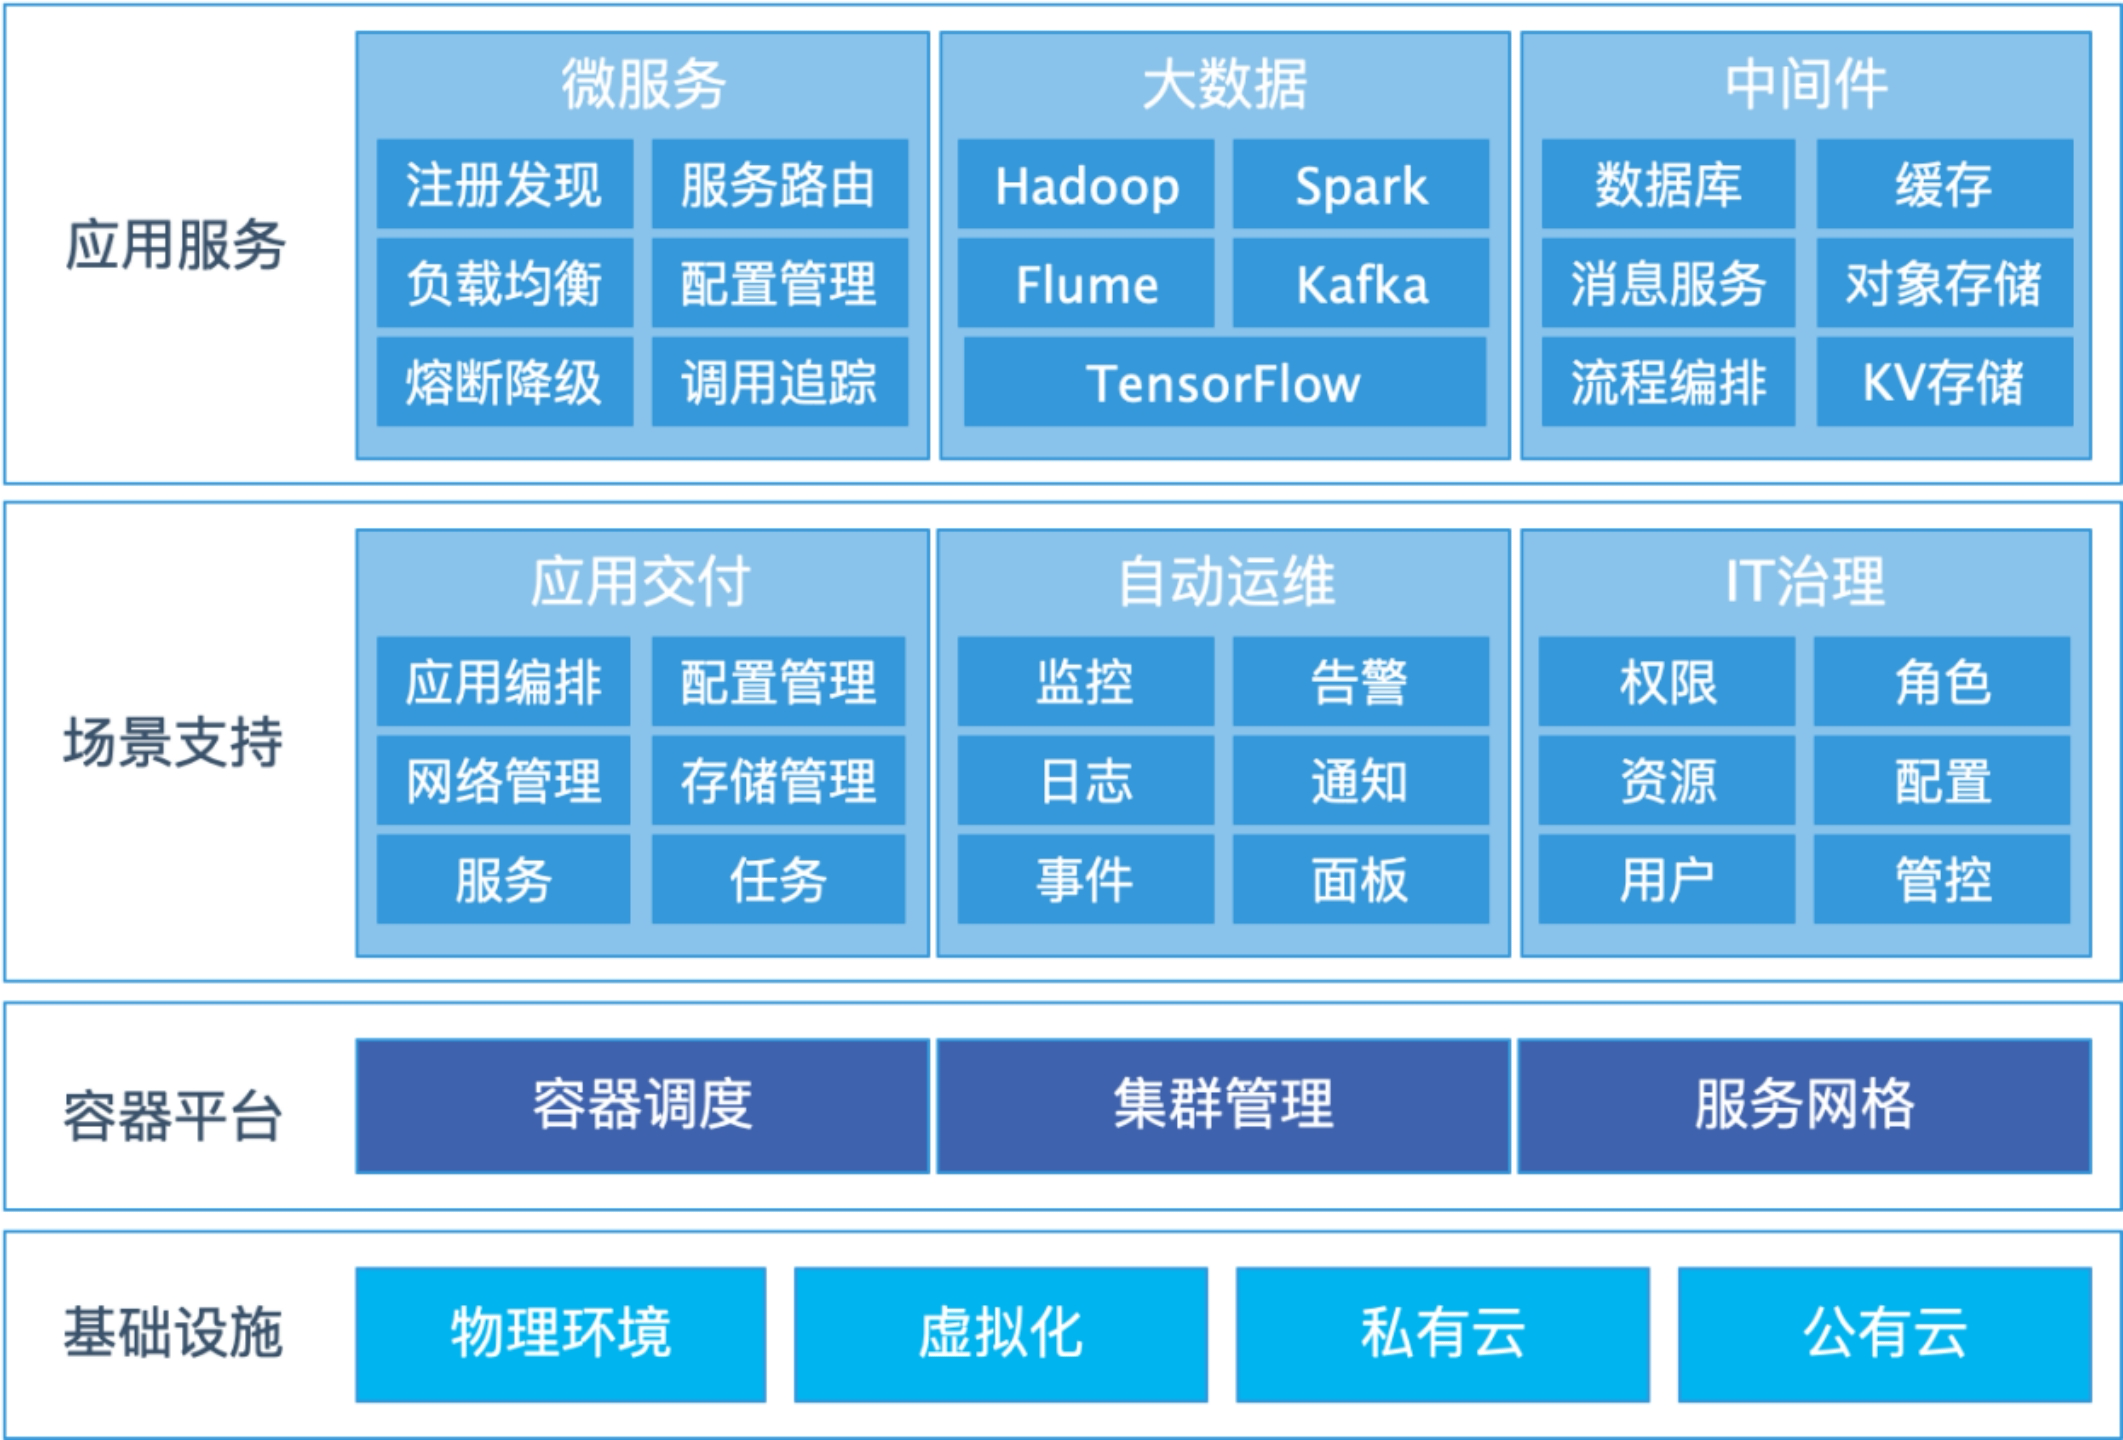 应用服务
微服务
注册发现
服务路由
负载均衡
配置管理
熔断降级
调用追踪
大数据
Hadoop
Spark
Flume
Kafka
TensorFlow
中间件
数据库
缓存
消息服务
对象存储
流程编排
KV存储
场景支持
应用交付
应用编排
配置管理
网络管理
存储管理
服务
任务
自动运维
监控
告警
日志
通知
事件
面板
IT治理
权限
角色
资源
配置
用户
管控
容器平台
容器调度
集群管理
服务网格
基础设施
物理环境
虚拟化
私有云
公有云